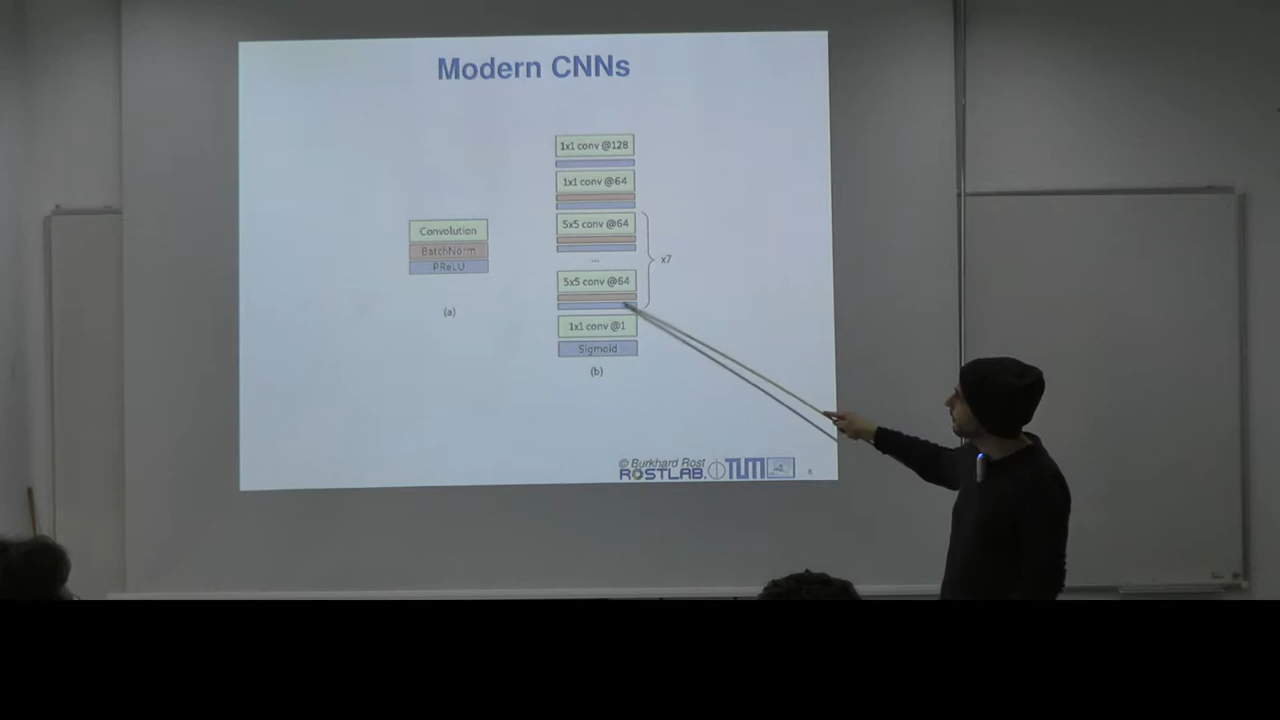 Modern CNNs
Convolution
BatchNorm
PReLU
(a)
1x1 conv @128
1x1 conv @64
5x5 conv @64
...
5x5 conv @64
x7
1x1 conv @1
Sigmoid
(b)
© Burkhard Rost
ROSTLAB.
TUM